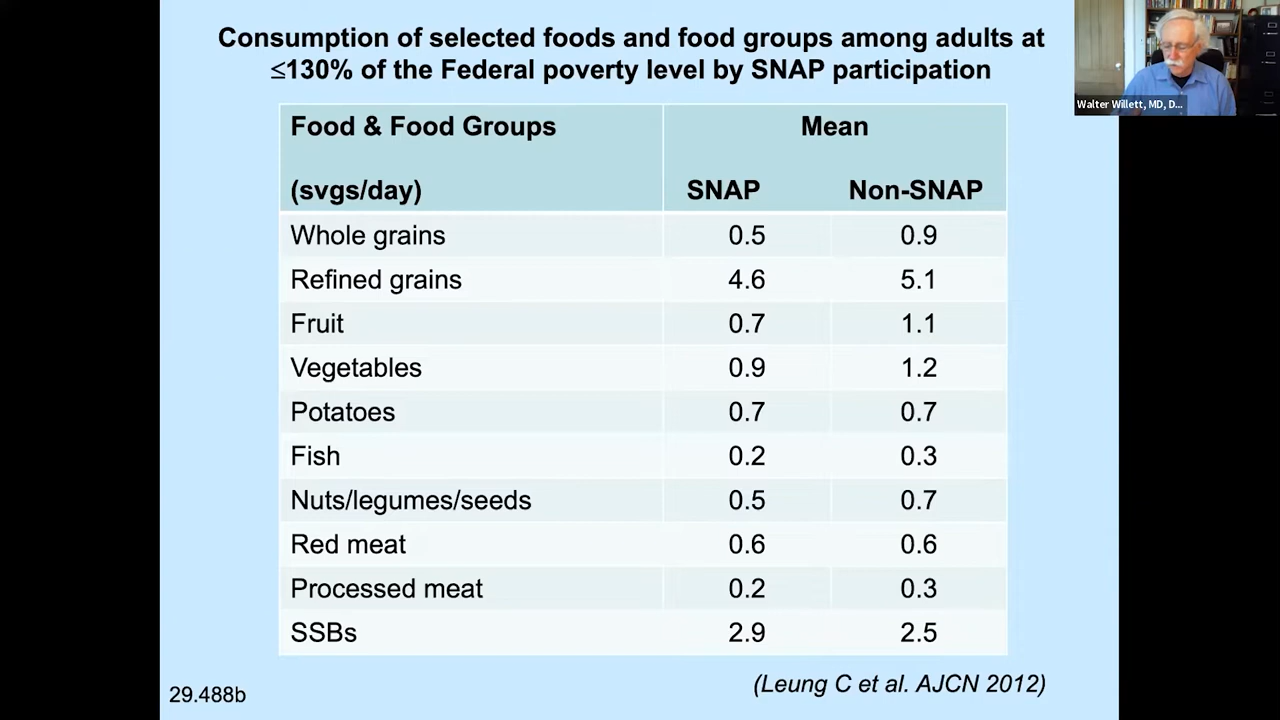 Consumption of selected foods and food groups among adults at
≤130% of the Federal poverty level by SNAP participation
Walter Willett, MD, D...
Food & Food Groups Mean
(svgs/day) SNAP Non-SNAP
Whole grains 0.5 0.9
Refined grains 4.6 5.1
Fruit 0.7 1.1
Vegetables 0.9 1.2
Potatoes 0.7 0.7
Fish 0.2 0.3
Nuts/legumes/seeds 0.5 0.7
Red meat 0.6 0.6
Processed meat 0.2 0.3
SSBs 2.9 2.5
(Leung C et al. AJCN 2012)
29.488b